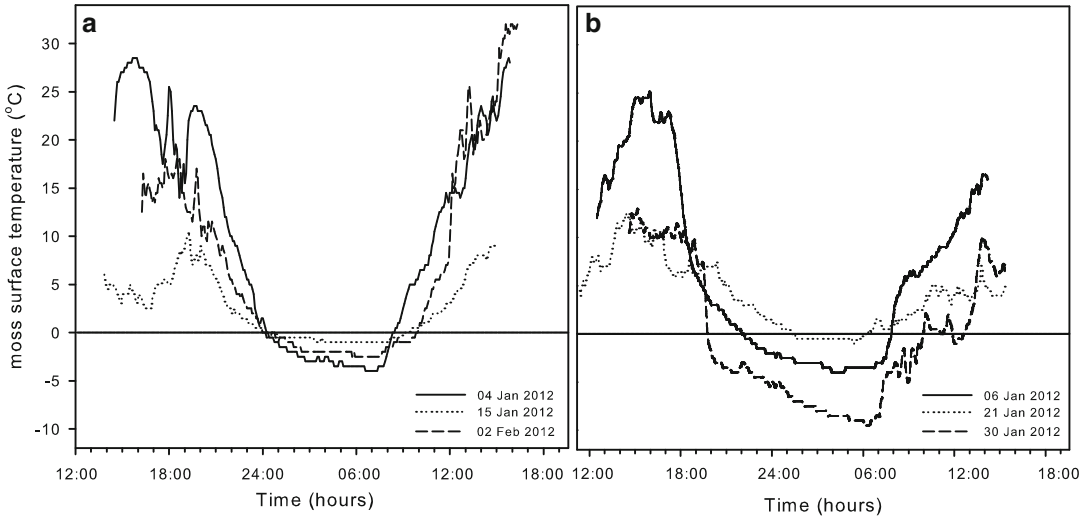 a
b
moss surface temperature (°C)
30
25
20
15
10
5
0
-5
-10
04 Jan 2012
15 Jan 2012
02 Feb 2012
06 Jan 2012
21 Jan 2012
30 Jan 2012
12:00 18:00 24:00 06:00 12:00 18:00
Time (hours)
12:00 18:00 24:00 06:00 12:00 18:00
Time (hours)